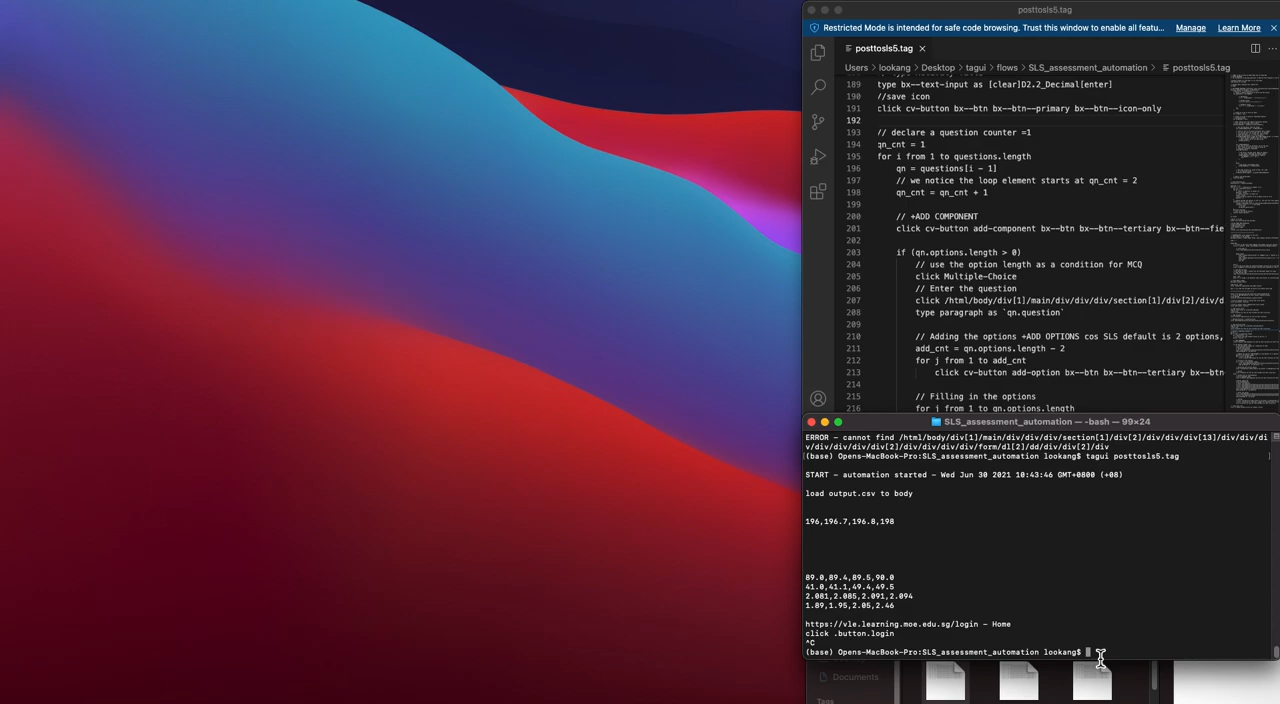 posttosls5.tag
Restricted Mode is intended for safe code browsing. Trust this window to enable all featu... Manage Learn More
posttosls5.tag
Users > lookang > Desktop > tagui > flows > SLS_assessment_automation > posttosls5.tag
189 type bx--text-input as [clear]D2.2_Decimal[enter]
190 //save icon
191 click cv-button bx--btn bx--btn--primary bx--btn--icon-only
192
193 // declare a question counter =1
194 qn_cnt = 1
195 for i from 1 to questions.length
196 qn = questions[i - 1]
197 // we notice the loop element starts at qn_cnt = 2
198 qn_cnt = qn_cnt + 1
199
200 // +ADD COMPONENT
201 click cv-button add-component bx--btn bx--btn--tertiary bx--btn--fie
202
203 if (qn.options.length > 0)
204 // use the option length as a condition for MCQ
205 click Multiple-Choice
206 // Enter the question
207 click /html/body/div[1]/main/div/div/div/section[1]/div[2]/div/d
208 type paragraph as `qn.question`
209
210 // Adding the options +ADD OPTIONS cos SLS default is 2 options,
211 add_cnt = qn.options.length - 2
212 for j from 1 to add_cnt
213 click cv-button add-option bx--btn bx--btn--tertiary bx--btn
214
215 // Filling in the options
216 for j from 1 to qn.options.length
SLS_assessment_automation — -bash — 99×24
ERROR - cannot find /html/body/div[1]/main/div/div/div/section[1]/div[2]/div/div/div[13]/div/div/di
v/div/div/div/div[2]/div/div/div/form/dl[2]/dd/div/div[2]/div
(base) Opens-MacBook-Pro:SLS_assessment_automation lookang$ tagui posttosls5.tag
START - automation started - Wed Jun 30 2021 10:43:46 GMT+0800 (+08)
load output.csv to body
196,196.7,196.8,198
89.0,89.4,89.5,90.0
41.0,41.1,49.4,49.5
2.081,2.085,2.091,2.094
1.89,1.95,2.05,2.46
https://vle.learning.moe.edu.sg/login - Home
click .button.login
^C
(base) Opens-MacBook-Pro:SLS_assessment_automation lookang$
Documents
Tags